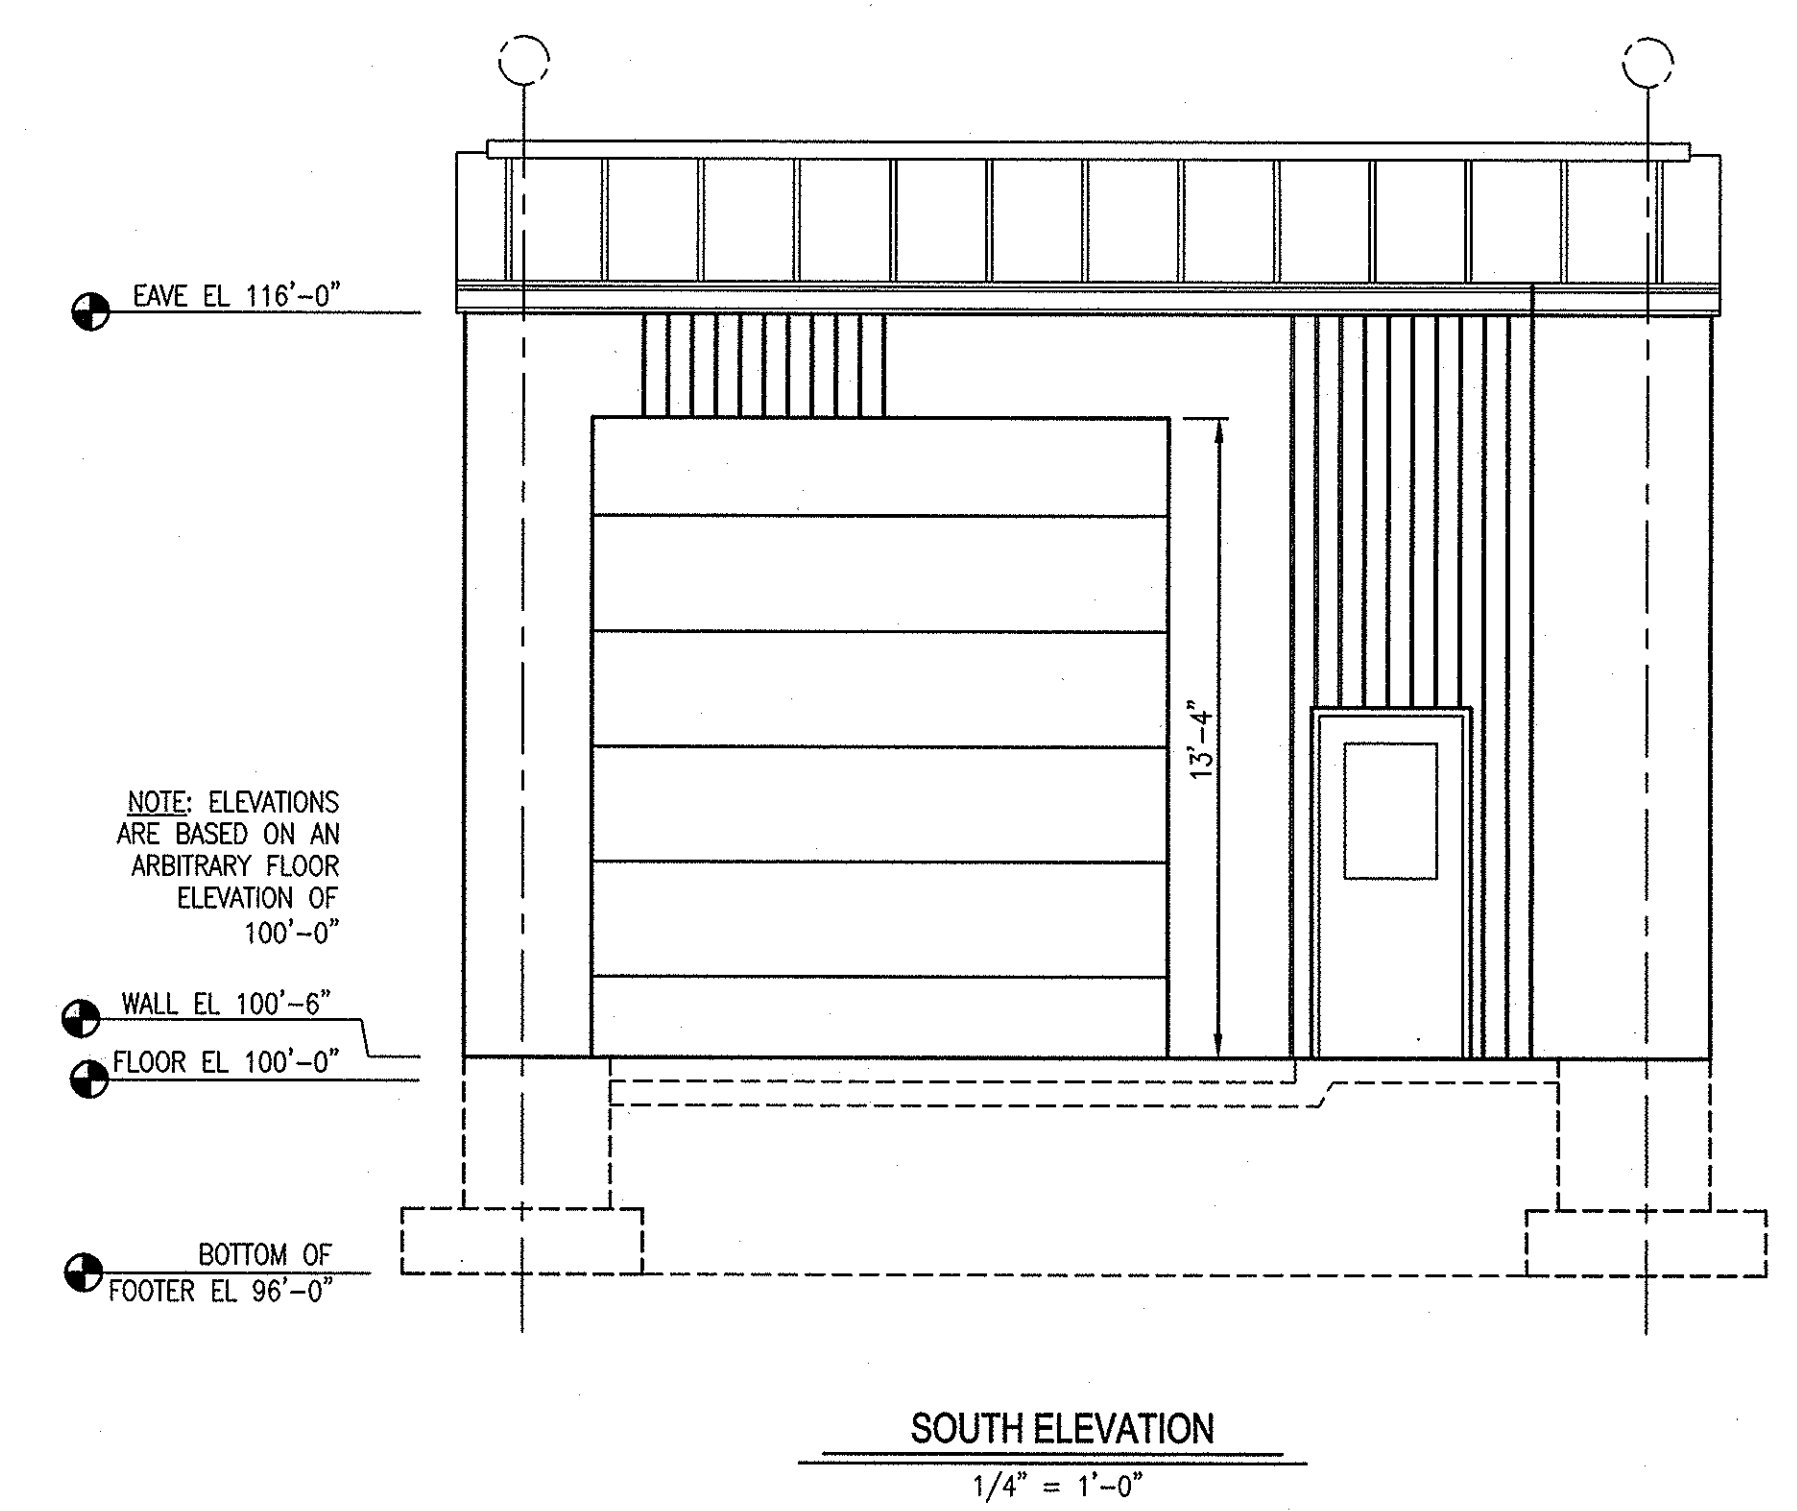 EAVE EL 116'-0"
13'-4"
NOTE: ELEVATIONS
ARE BASED ON AN
ARBITRARY FLOOR
ELEVATION OF
100'-0"
WALL EL 100'-6"
FLOOR EL 100'-0"
BOTTOM OF
FOOTER EL 96'-0"
SOUTH ELEVATION
1/4" = 1'-0"